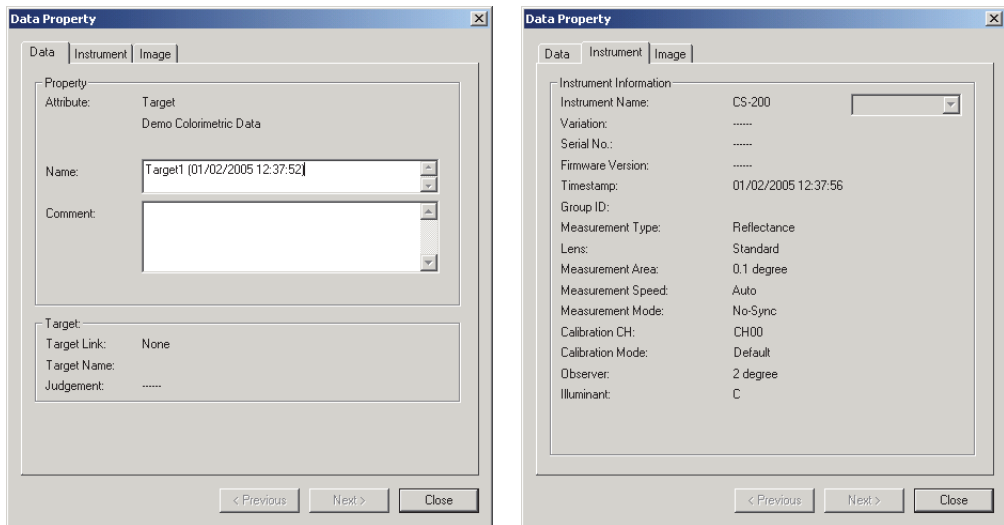 Data Property
Data Instrument Image
Property
Attribute: Target
Demo Colorimetric Data
Name: Target1 (01/02/2005 12:37:52)
Comment:
Target:
Target Link: None
Target Name:
Judgement: ------
< Previous Next > Close
Data Property
Data Instrument Image
Instrument Information
Instrument Name: CS-200
Variation: ------
Serial No.: ------
Firmware Version: ------
Timestamp: 01/02/2005 12:37:56
Group ID:
Measurement Type: Reflectance
Lens: Standard
Measurement Area: 0.1 degree
Measurement Speed: Auto
Measurement Mode: No-Sync
Calibration CH: CH00
Calibration Mode: Default
Observer: 2 degree
Illuminant: C
< Previous Next > Close